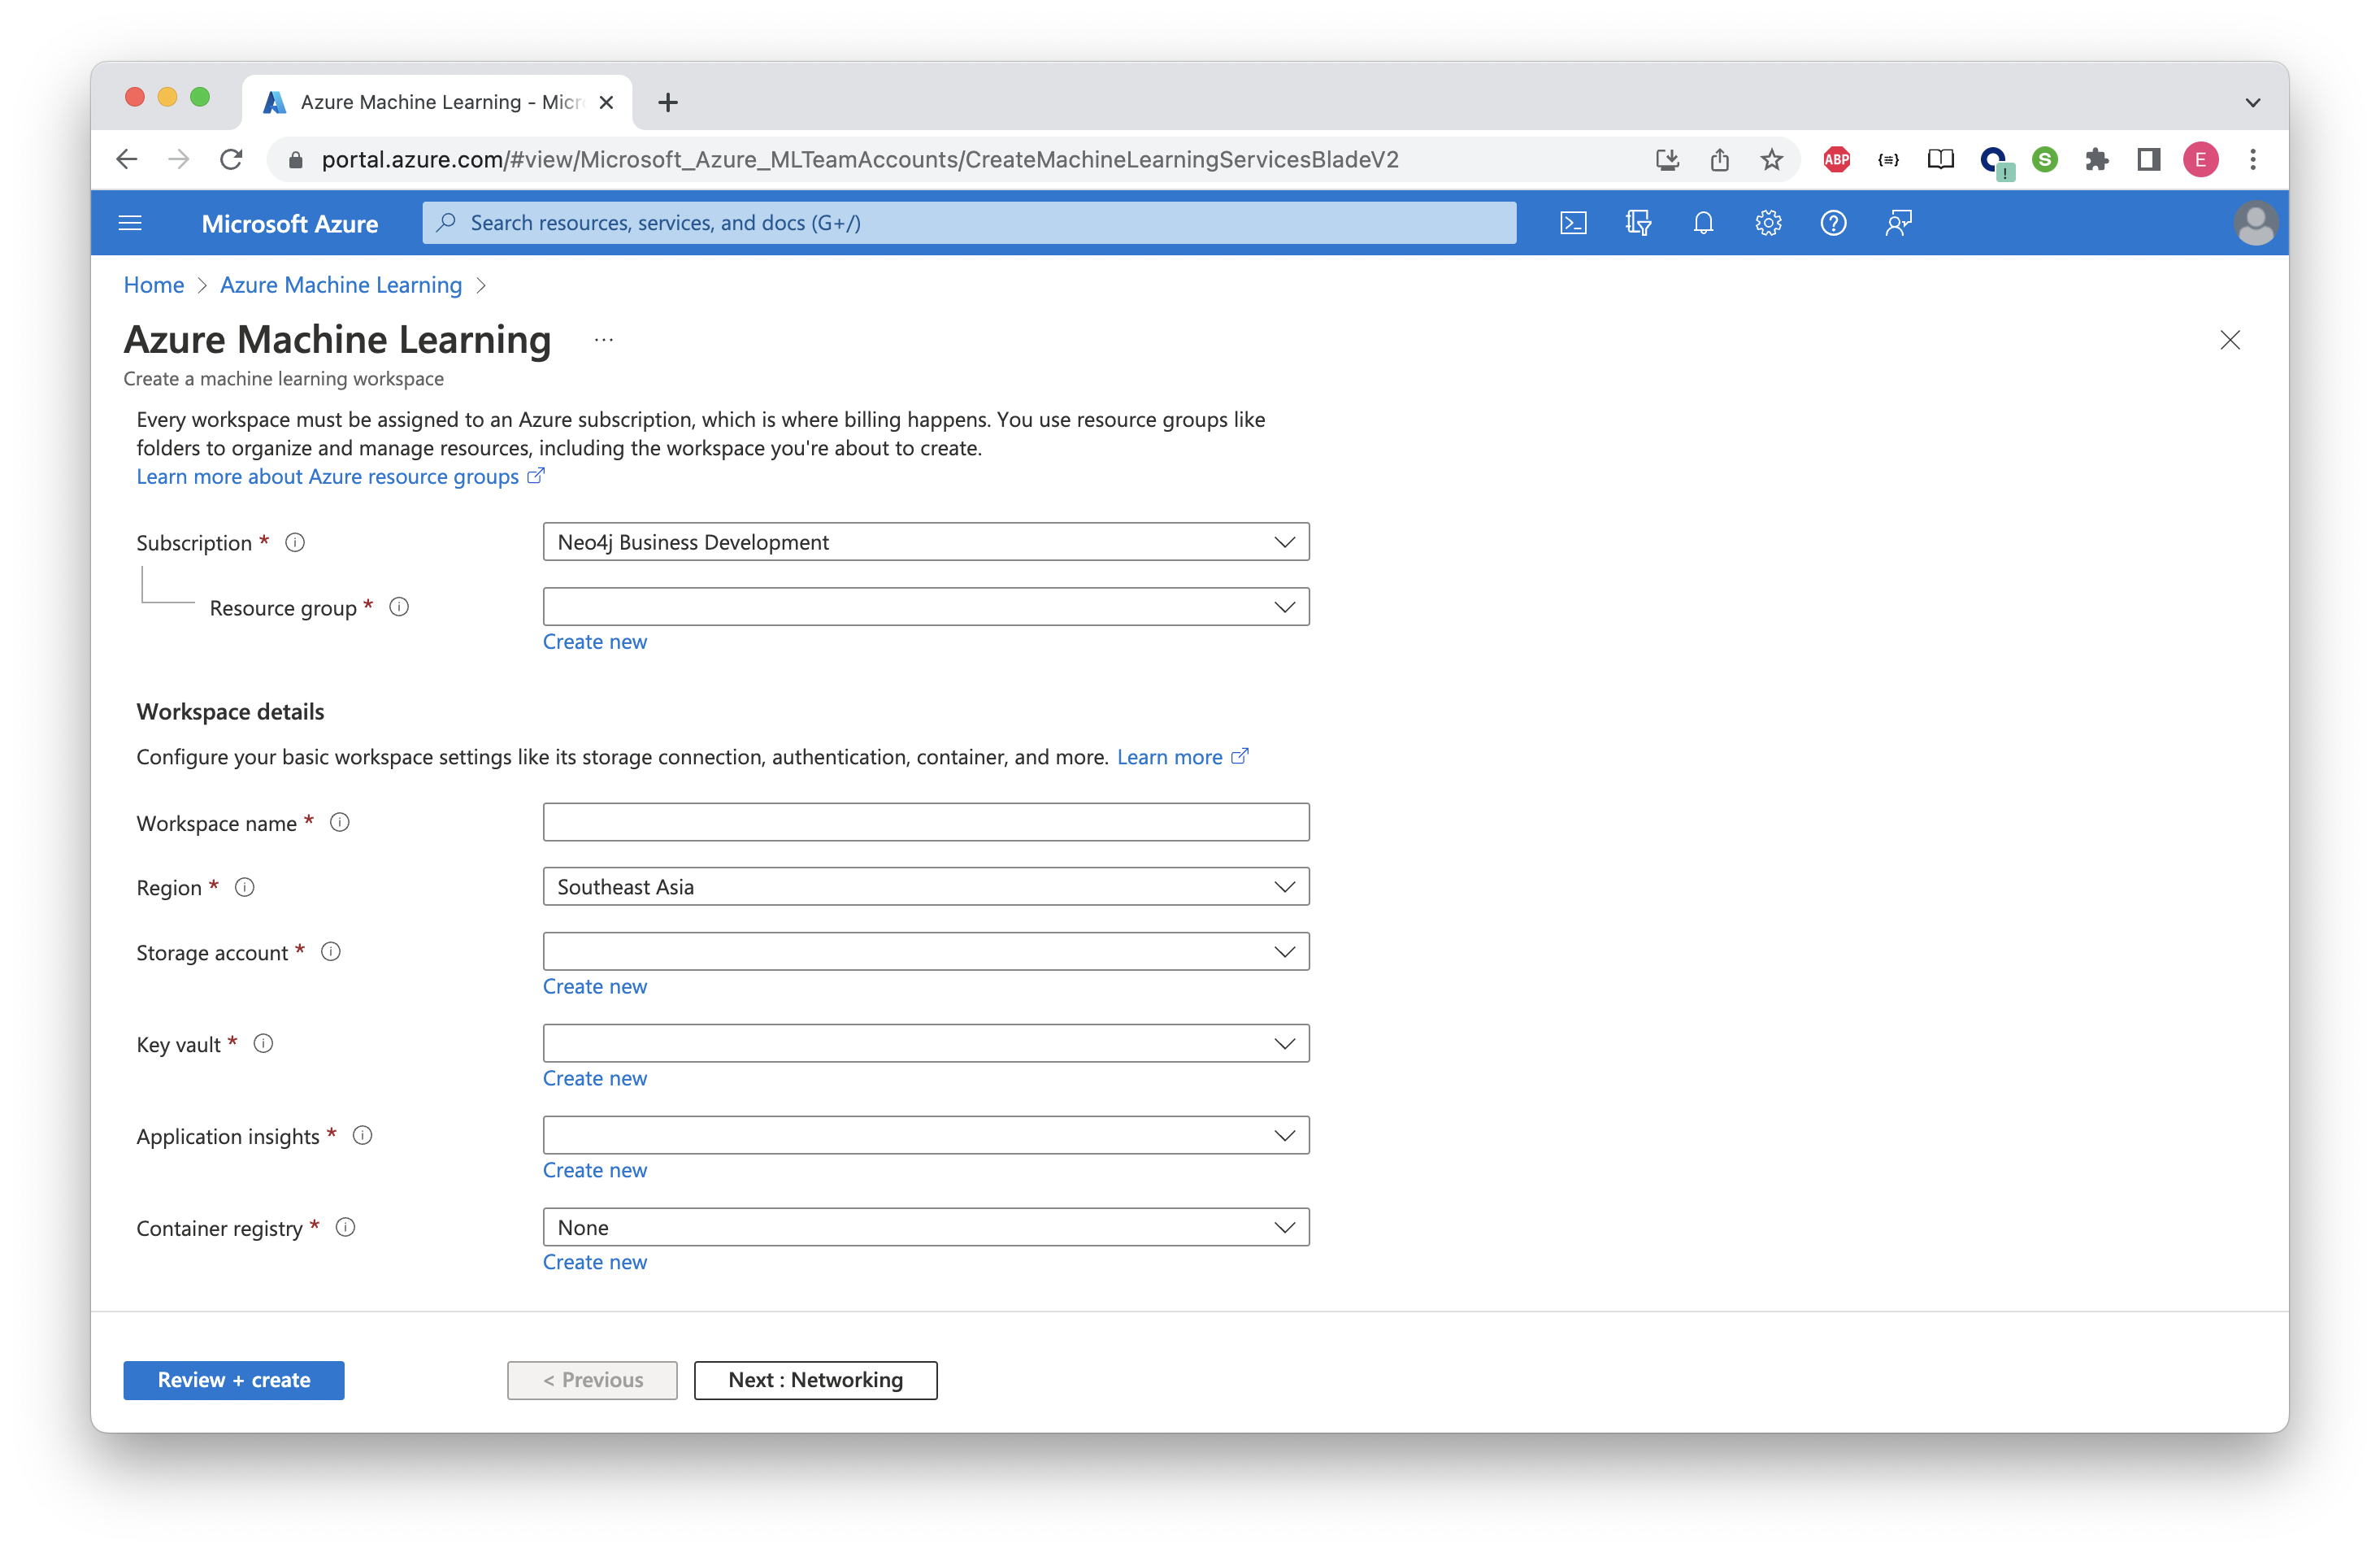 Azure Machine Learning - Micr
portal.azure.com/#view/Microsoft_Azure_MLTeamAccounts/CreateMachineLearningServicesBladeV2
ABP
S
E
Microsoft Azure
Search resources, services, and docs (G+/)
Home > Azure Machine Learning >
Azure Machine Learning ...
Create a machine learning workspace
Every workspace must be assigned to an Azure subscription, which is where billing happens. You use resource groups like
folders to organize and manage resources, including the workspace you're about to create.
Learn more about Azure resource groups
Subscription *
Neo4j Business Development
Resource group *
Create new
Workspace details
Configure your basic workspace settings like its storage connection, authentication, container, and more. Learn more
Workspace name *
Region *
Southeast Asia
Storage account *
Create new
Key vault *
Create new
Application insights *
Create new
Container registry *
None
Create new
Review + create
< Previous
Next : Networking